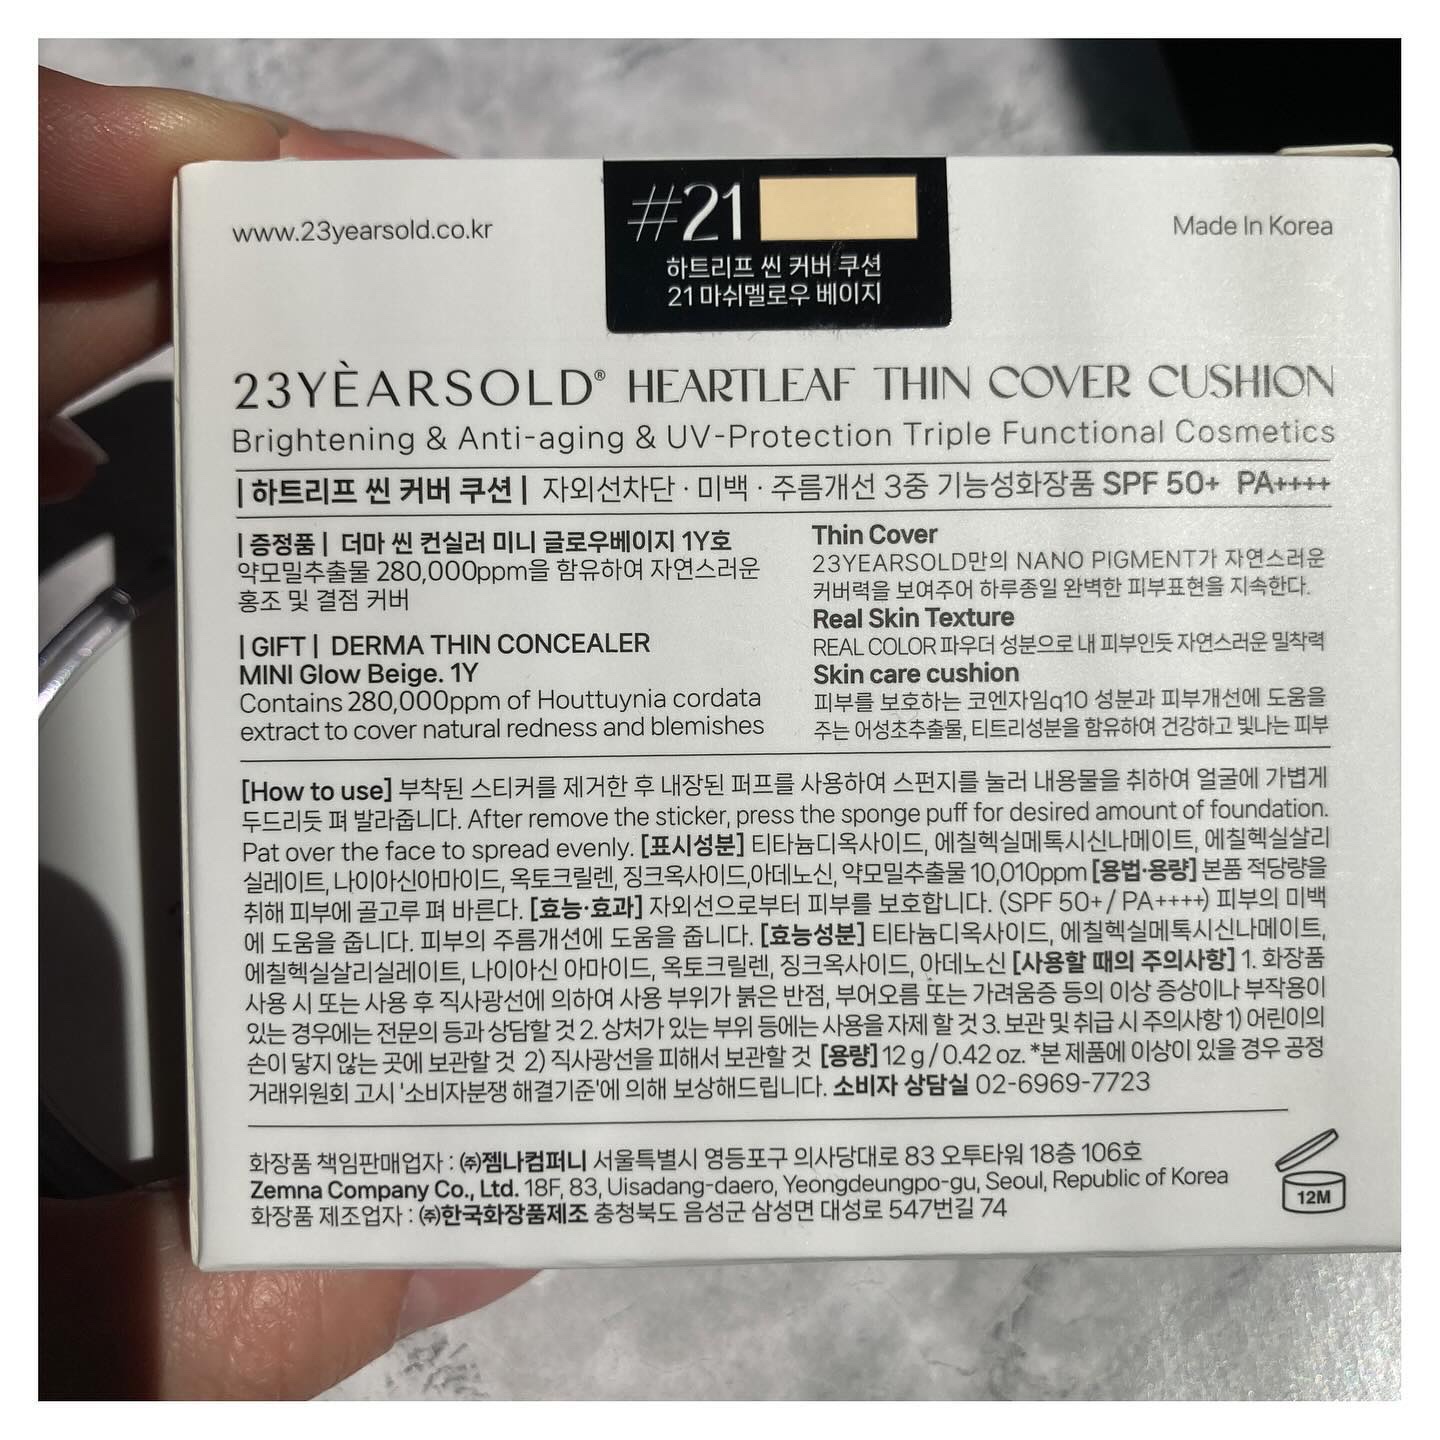 www.23yearsold.co.kr
#21
하트리프 씬 커버 쿠션
21 마쉬멜로우 베이지
Made In Korea
23YÈARSOLD® HEARTLEAF THIN COVER CUSHION
Brightening & Anti-aging & UV-Protection Triple Functional Cosmetics
| 하트리프 씬 커버 쿠션 | 자외선차단 · 미백 · 주름개선 3중 기능성화장품 SPF 50+ PA++++
| 증정품 | 더마 씬 컨실러 미니 글로우베이지 1Y호
약모밀추출물 280,000ppm을 함유하여 자연스러운
홍조 및 결점 커버
| GIFT | DERMA THIN CONCEALER
MINI Glow Beige. 1Y
Contains 280,000ppm of Houttuynia cordata
extract to cover natural redness and blemishes
Thin Cover
23YEARSOLD만의 NANO PIGMENT가 자연스러운
커버력을 보여주어 하루종일 완벽한 피부표현을 지속한다.
Real Skin Texture
REAL COLOR 파우더 성분으로 내 피부인듯 자연스러운 밀착력
Skin care cushion
피부를 보호하는 코엔자임q10 성분과 피부개선에 도움을
주는 어성초추출물, 티트리성분을 함유하여 건강하고 빛나는 피부
[How to use] 부착된 스티커를 제거한 후 내장된 퍼프를 사용하여 스펀지를 눌러 내용물을 취하여 얼굴에 가볍게
두드리듯 펴 발라줍니다. After remove the sticker, press the sponge puff for desired amount of foundation.
Pat over the face to spread evenly. [표시성분] 티타늄디옥사이드, 에칠헥실메톡시신나메이트, 에칠헥실살리
실레이트, 나이아신아마이드, 옥토크릴렌, 징크옥사이드,아데노신, 약모밀추출물 10,010ppm [용법·용량] 본품 적당량을
취해 피부에 골고루 펴 바른다. [효능·효과] 자외선으로부터 피부를 보호합니다. (SPF 50+ / PA++++) 피부의 미백
에 도움을 줍니다. 피부의 주름개선에 도움을 줍니다. [효능성분] 티타늄디옥사이드, 에칠헥실메톡시신나메이트,
에칠헥실살리실레이트, 나이아신 아마이드, 옥토크릴렌, 징크옥사이드, 아데노신 [사용할 때의 주의사항] 1. 화장품
사용 시 또는 사용 후 직사광선에 의하여 사용 부위가 붉은 반점, 부어오름 또는 가려움증 등의 이상 증상이나 부작용이
있는 경우에는 전문의 등과 상담할 것 2. 상처가 있는 부위 등에는 사용을 자제 할 것 3. 보관 및 취급 시 주의사항 1) 어린이의
손이 닿지 않는 곳에 보관할 것 2) 직사광선을 피해서 보관할 것 [용량] 12 g / 0.42 oz. *본 제품에 이상이 있을 경우 공정
거래위원회 고시 '소비자분쟁 해결기준'에 의해 보상해드립니다. 소비자 상담실 02-6969-7723
화장품 책임판매업자 : ㈜젬나컴퍼니 서울특별시 영등포구 의사당대로 83 오투타워 18층 106호
Zemna Company Co., Ltd. 18F, 83, Uisadang-daero, Yeongdeungpo-gu, Seoul, Republic of Korea
화장품 제조업자 : ㈜한국화장품제조 충청북도 음성군 삼성면 대성로 547번길 74
12M